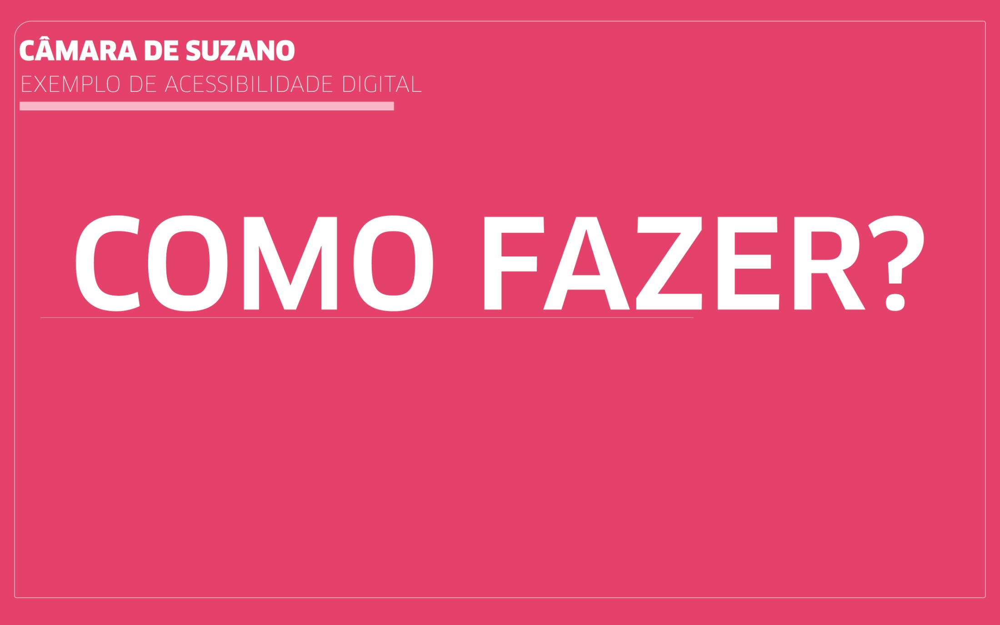 CÂMARA DE SUZANO
EXEMPLO DE ACESSIBILIDADE DIGITAL
COMO FAZER?